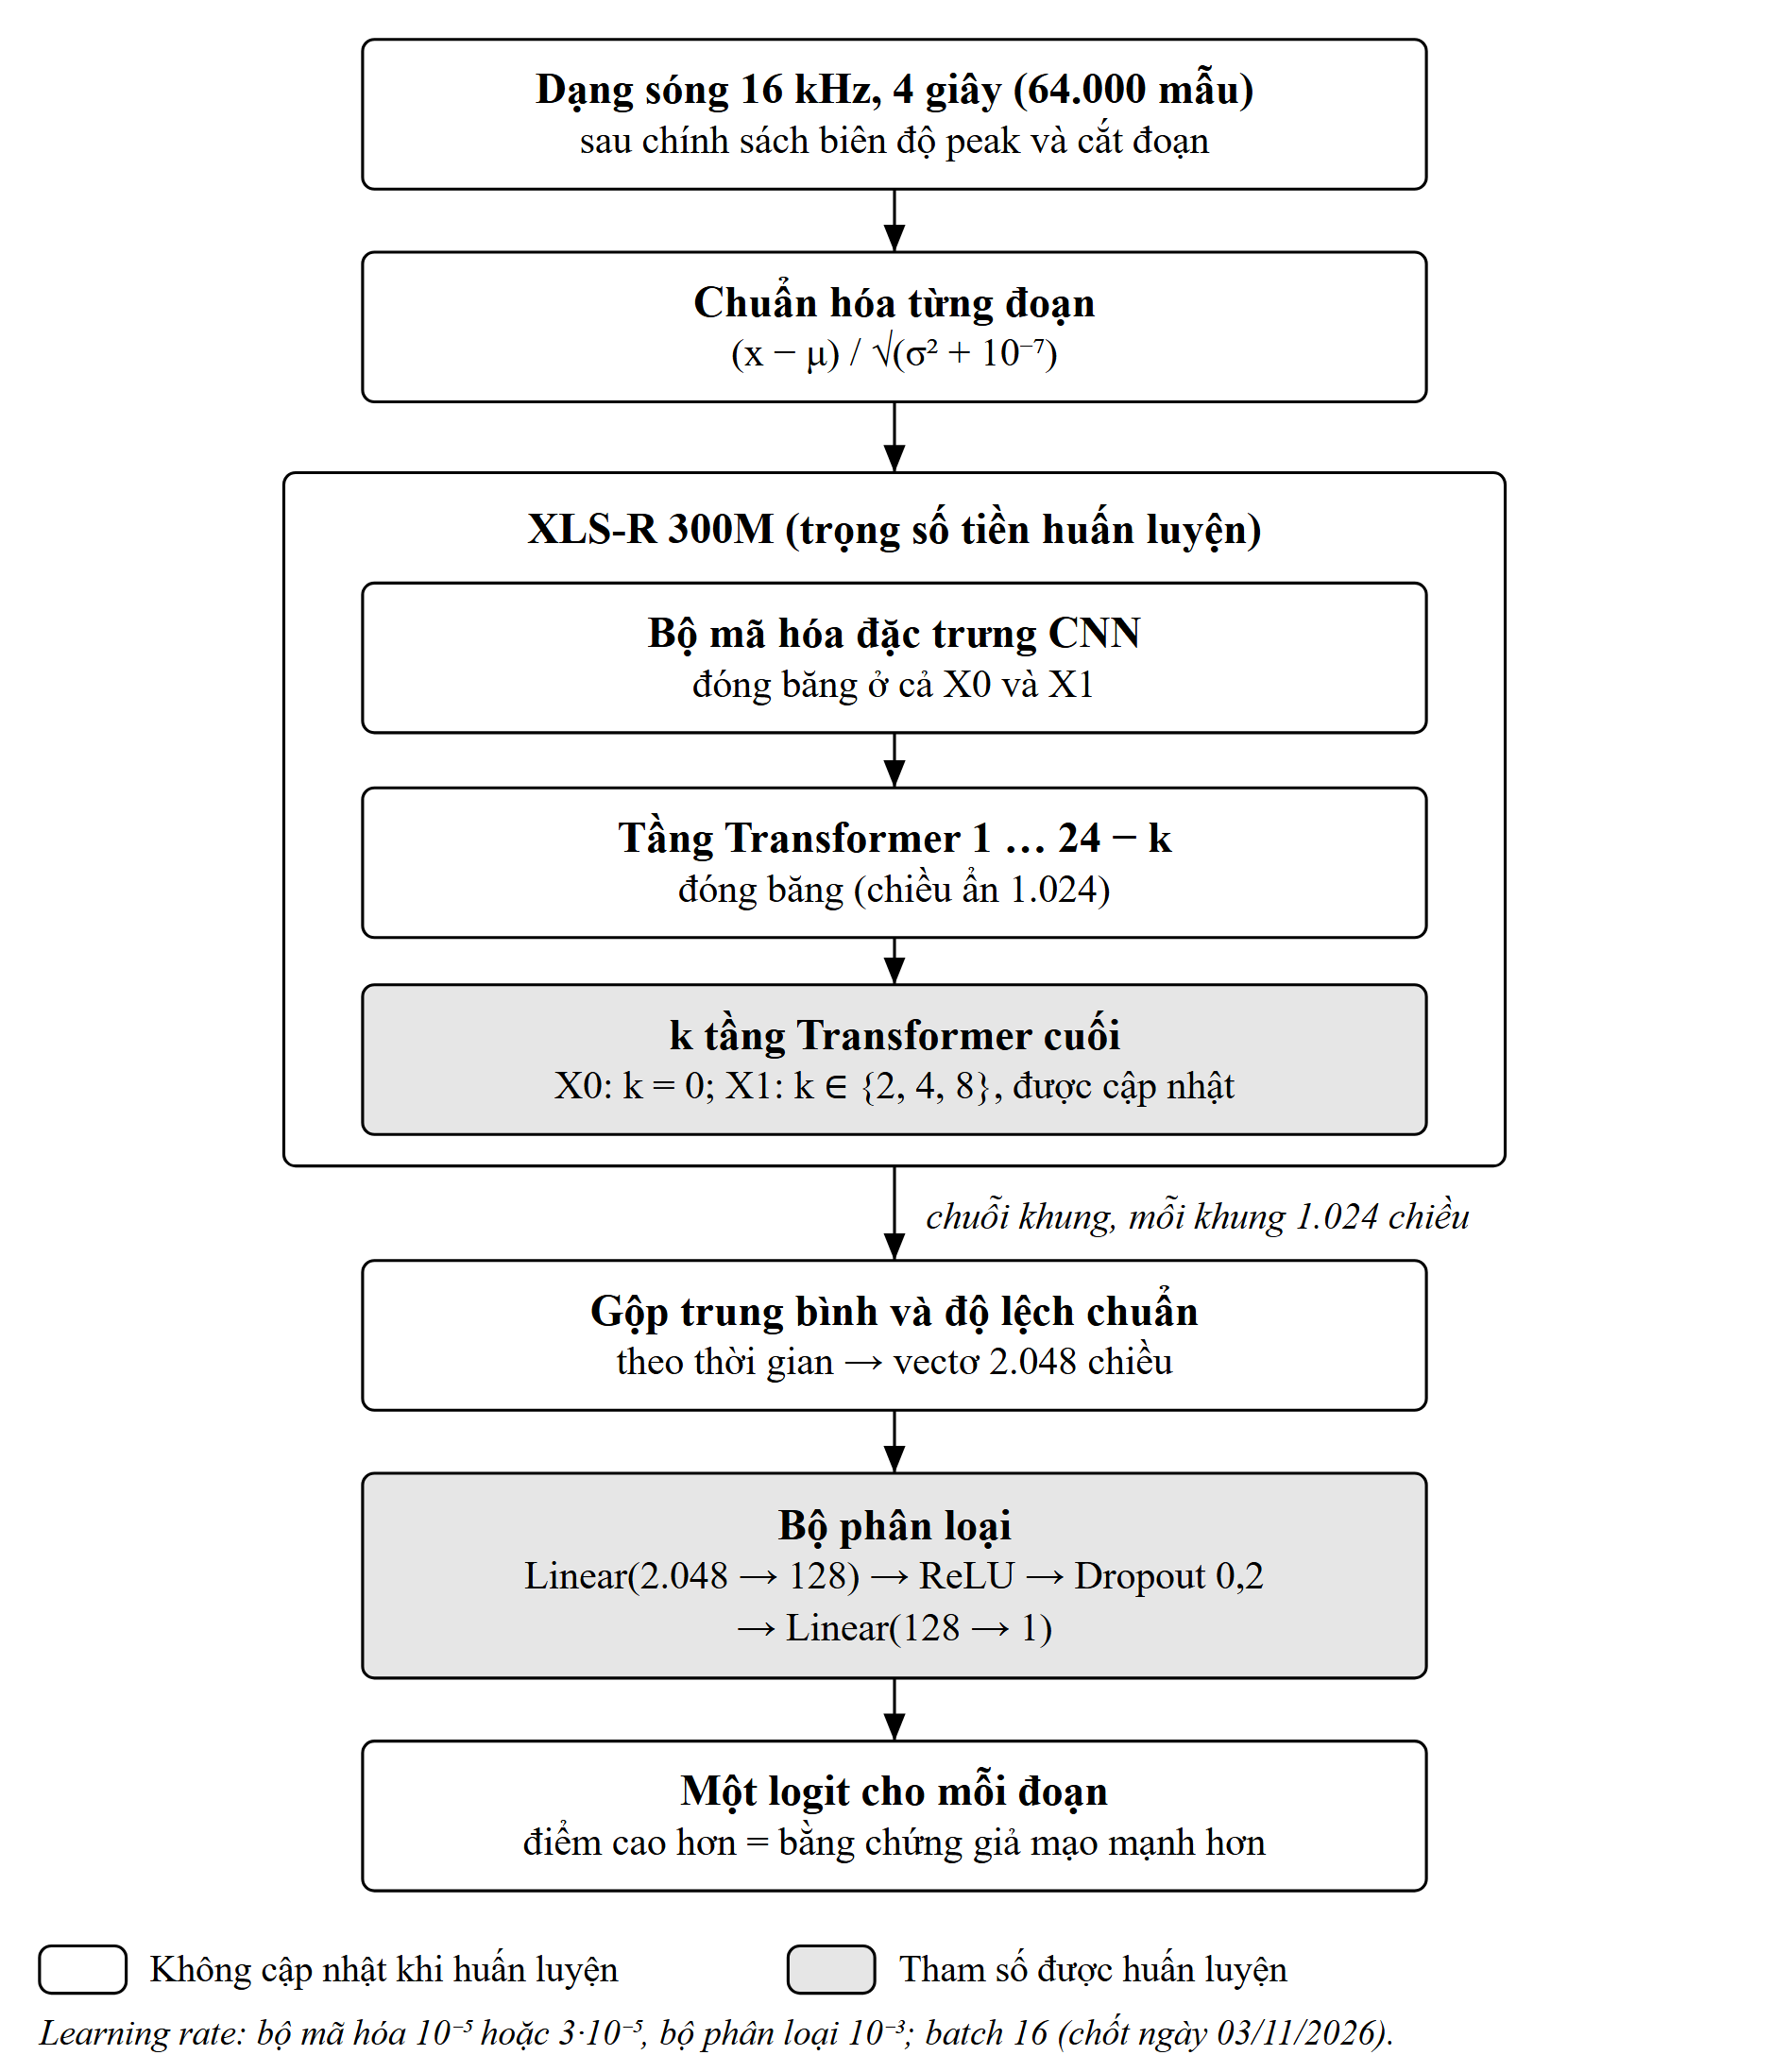 Dạng sóng 16 kHz, 4 giây (64.000 mẫu)
sau chính sách biên độ peak và cắt đoạn
Chuẩn hóa từng đoạn
(x − μ) / √(σ² + 10⁻⁷)
XLS-R 300M (trọng số tiền huấn luyện)
Bộ mã hóa đặc trưng CNN
đóng băng ở cả X0 và X1
Tầng Transformer 1 … 24 − k
đóng băng (chiều ẩn 1.024)
k tầng Transformer cuối
X0: k = 0; X1: k ∈ {2, 4, 8}, được cập nhật
chuỗi khung, mỗi khung 1.024 chiều
Gộp trung bình và độ lệch chuẩn
theo thời gian → vectơ 2.048 chiều
Bộ phân loại
Linear(2.048 → 128) → ReLU → Dropout 0,2
→ Linear(128 → 1)
Một logit cho mỗi đoạn
điểm cao hơn = bằng chứng giả mạo mạnh hơn
Không cập nhật khi huấn luyện
Tham số được huấn luyện
Learning rate: bộ mã hóa 10⁻⁵ hoặc 3·10⁻⁵, bộ phân loại 10⁻³; batch 16 (chốt ngày 03/11/2026).